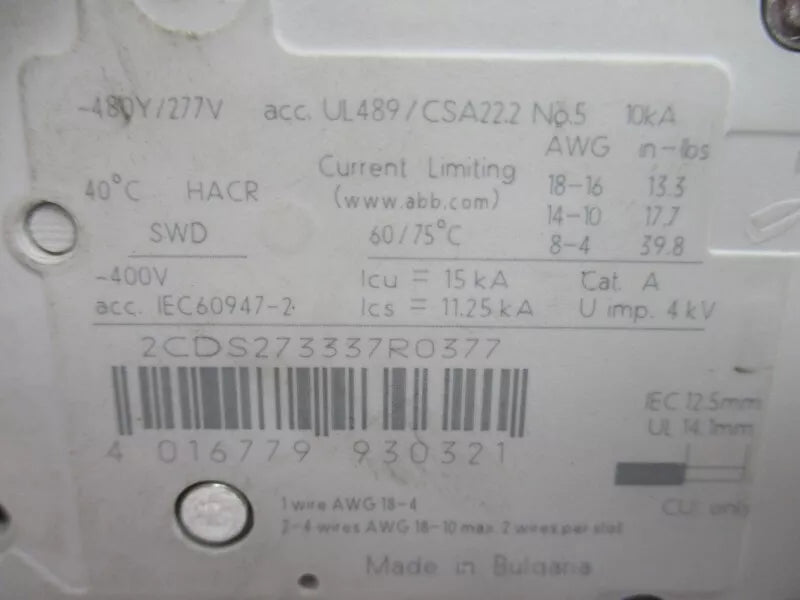 ~480Y/277V acc. UL489/CSA22.2 No.5 10kA
AWG in-lbs
40°C HACR Current Limiting 18-16 13.3
(www.abb.com) 14-10 17.7
SWD 60/75°C 8-4 39.8
~400V Icu = 15 kA Cat. A
acc. IEC60947-2 Ics = 11.25 kA U imp. 4 kV
2CDS273337R0377
4 016779 930321
IEC 12.5mm
UL 14.1mm
CU only
1 wire AWG 18-4
2-4 wires AWG 18-10 max. 2 wires per slot
Made in Bulgaria